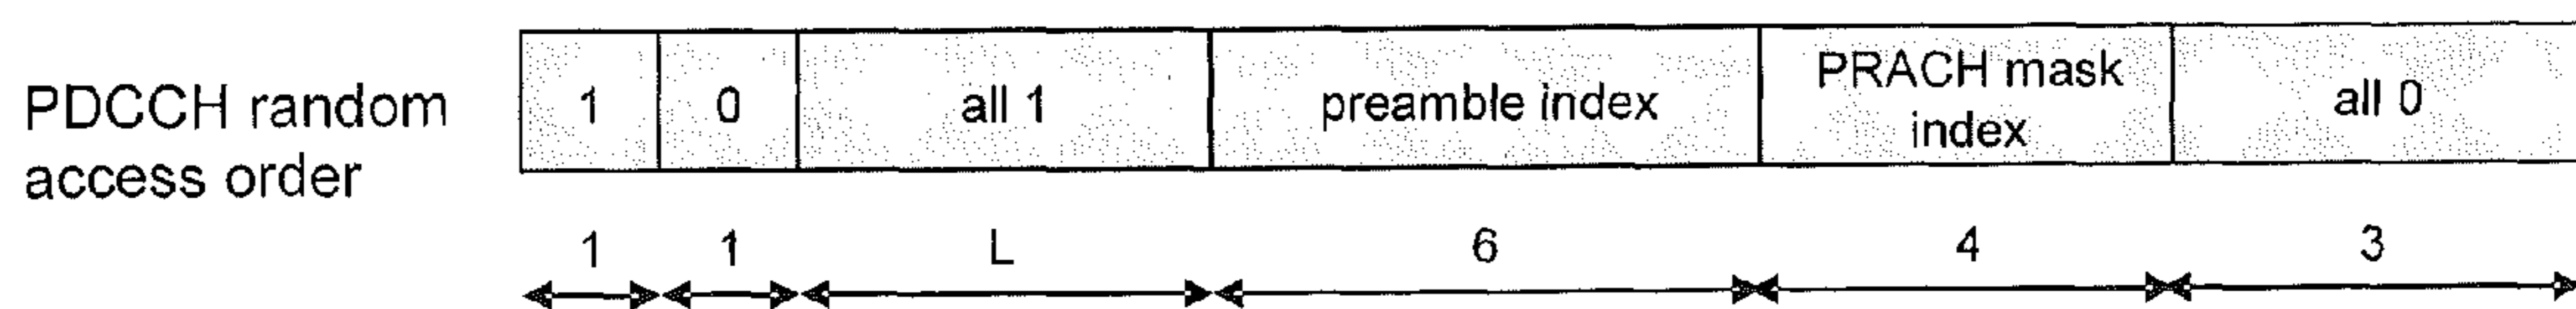 PDCCH random
access order
1
0
all 1
preamble index
PRACH mask
index
all 0
1
1
L
6
4
3